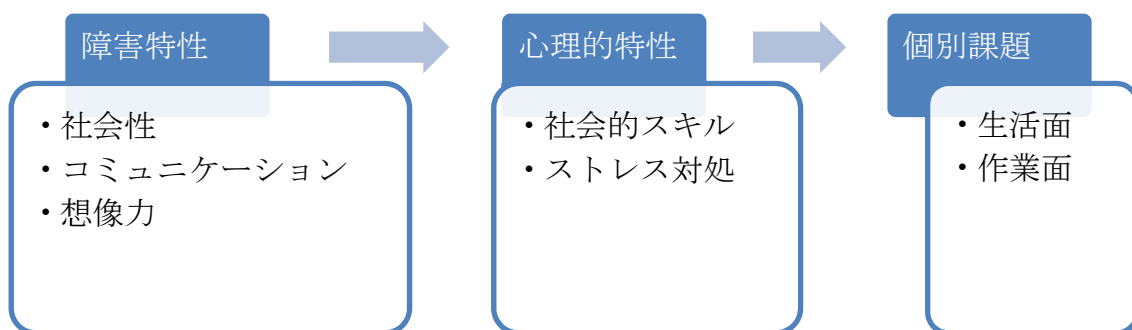 障害特性
・社会性
・コミュニケーション
・想像力
心理的特性
・社会的スキル
・ストレス対処
個別課題
・生活面
・作業面